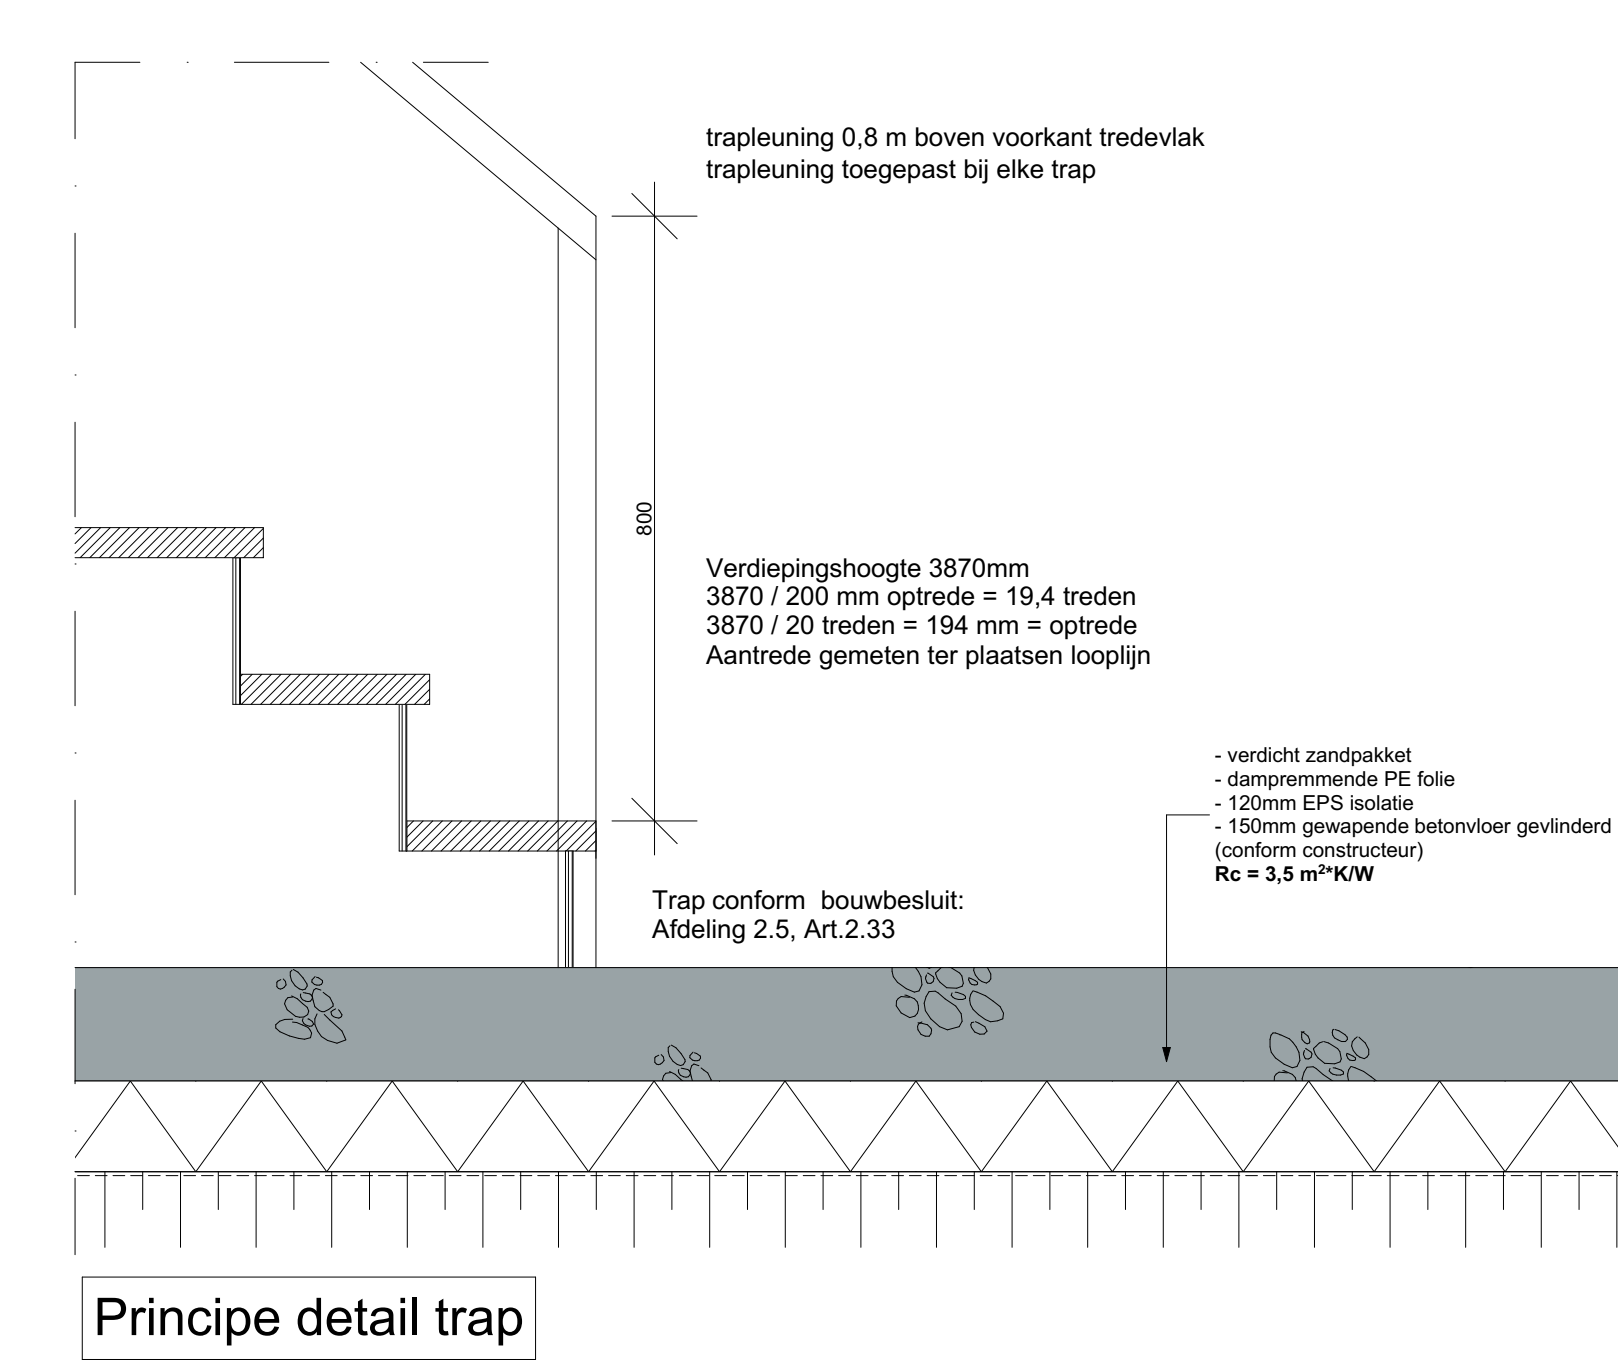 trapleuning 0,8 m boven voorkant tredevlak
trapleuning toegepast bij elke trap
800
Verdiepingshoogte 3870mm
3870 / 200 mm optrede = 19,4 treden
3870 / 20 treden = 194 mm = optrede
Aantrede gemeten ter plaatsen looplijn
- verdicht zandpakket
- dampremmende PE folie
- 120mm EPS isolatie
- 150mm gewapende betonvloer gevlinderd
(conform constructeur)
Rc = 3,5 m²*K/W
Trap conform  bouwbesluit:
Afdeling 2.5, Art.2.33
Principe detail trap